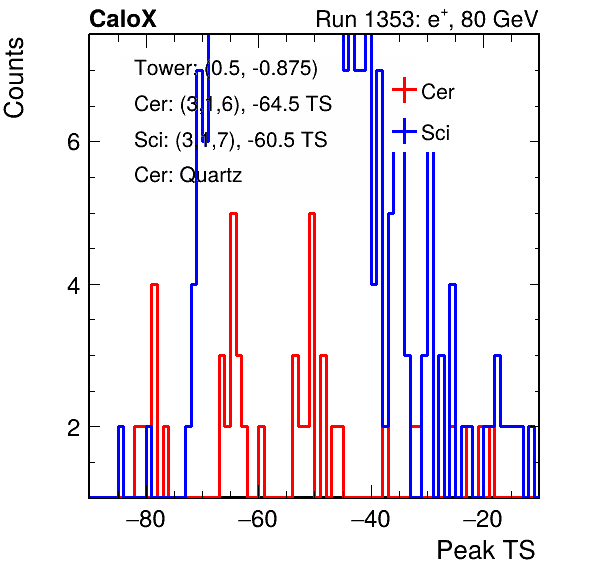 CaloX
Run 1353: e+, 80 GeV
Counts
Tower: (0.5, -0.875)
Cer: (3,1,6), -64.5 TS
Sci: (3,1,7), -60.5 TS
Cer: Quartz
Cer
Sci
6
4
2
−80
−60
−40
−20
Peak TS